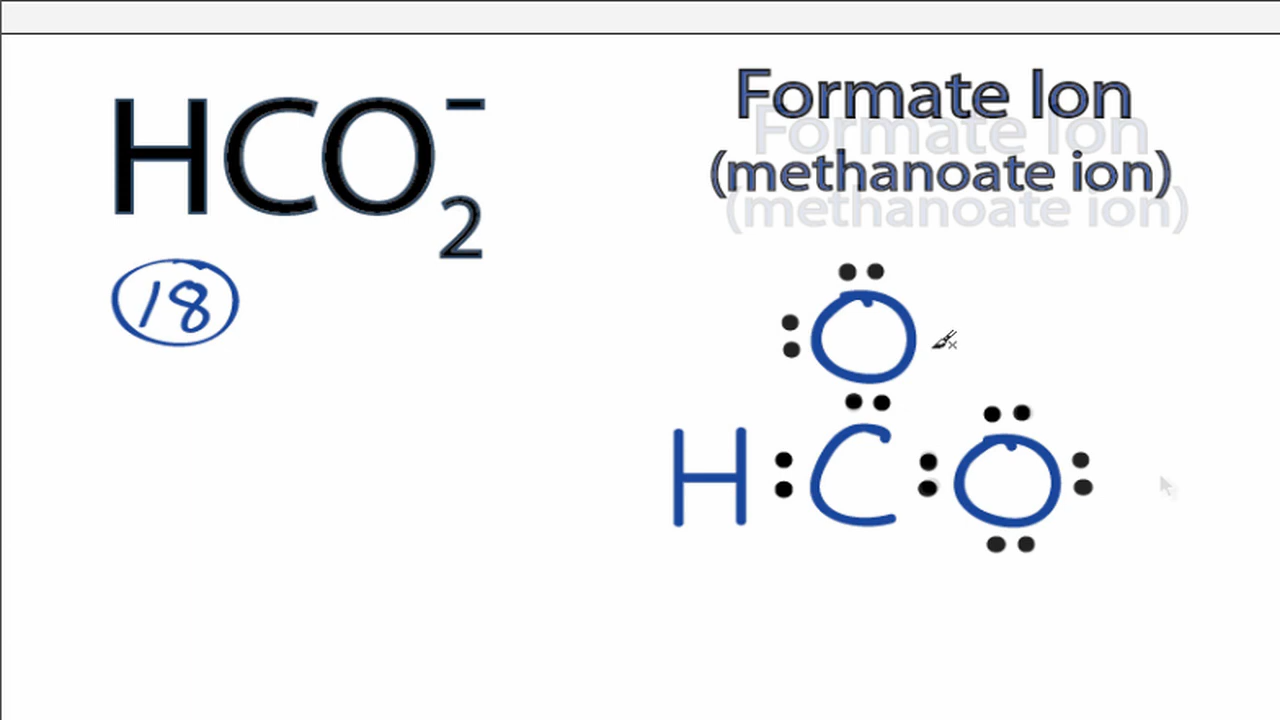 HCO2-
Formate Ion
(methanoate ion)
18
O
H C O